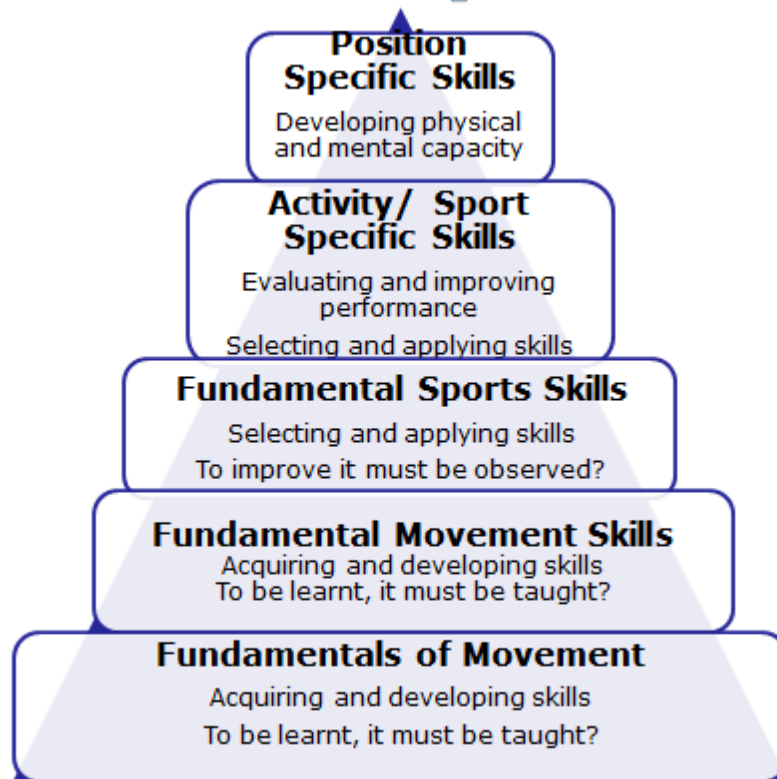 Position
Specific Skills
Developing physical
and mental capacity
Activity/ Sport
Specific Skills
Evaluating and improving
performance
Selecting and applying skills
Fundamental Sports Skills
Selecting and applying skills
To improve it must be observed?
Fundamental Movement Skills
Acquiring and developing skills
To be learnt, it must be taught?
Fundamentals of Movement
Acquiring and developing skills
To be learnt, it must be taught?